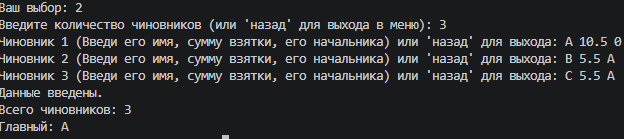 Ваш выбор: 2
Введите количество чиновников (или 'назад' для выхода в меню): 3
Чиновник 1 (Введи его имя, сумму взятки, его начальника) или 'назад' для выхода: A 10.5 0
Чиновник 2 (Введи его имя, сумму взятки, его начальника) или 'назад' для выхода: B 5.5 A
Чиновник 3 (Введи его имя, сумму взятки, его начальника) или 'назад' для выхода: C 5.5 A
Данные введены.
Всего чиновников: 3
Главный: A